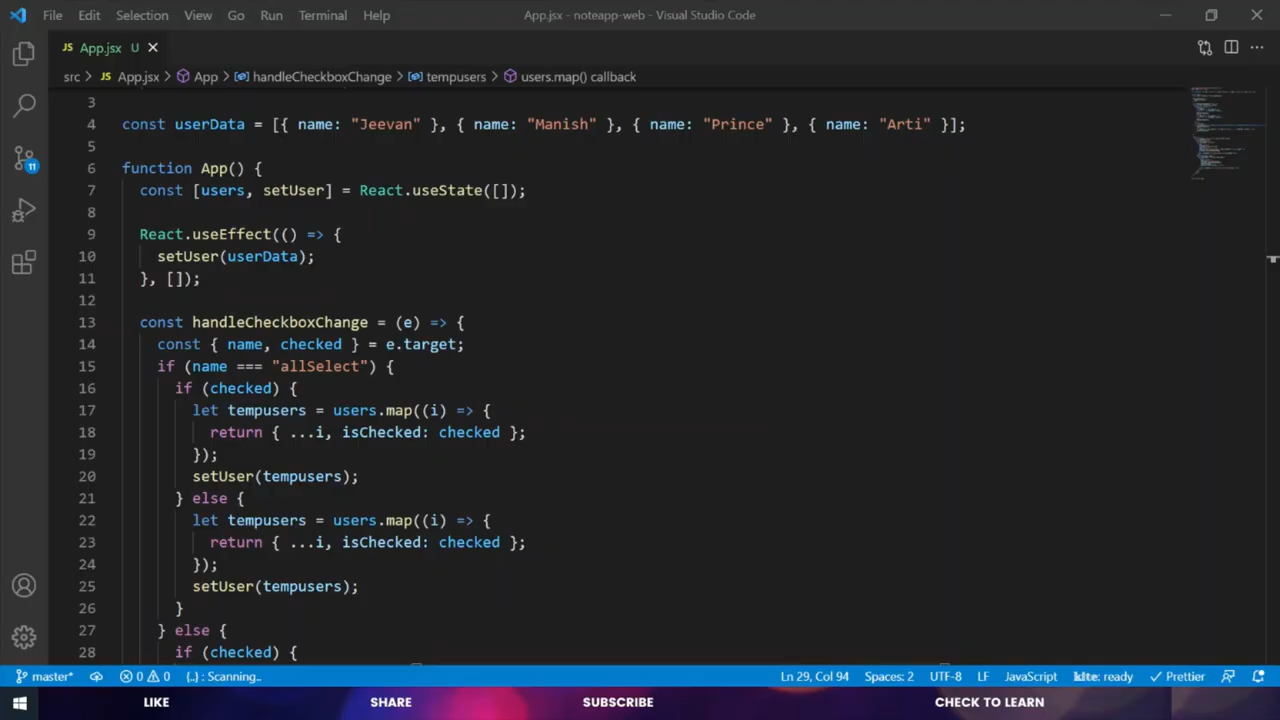 File Edit Selection View Go Run Terminal Help App.jsx - noteapp-web - Visual Studio Code
JS App.jsx U
src > JS App.jsx > App > handleCheckboxChange > tempusers > users.map() callback
3
4 const userData = [{ name: "Jeevan" }, { name: "Manish" }, { name: "Prince" }, { name: "Arti" }];
5
6 function App() {
7 const [users, setUser] = React.useState([]);
8
9 React.useEffect(() => {
10 setUser(userData);
11 }, []);
12
13 const handleCheckboxChange = (e) => {
14 const { name, checked } = e.target;
15 if (name === "allSelect") {
16 if (checked) {
17 let tempusers = users.map((i) => {
18 return { ...i, isChecked: checked };
19 });
20 setUser(tempusers);
21 } else {
22 let tempusers = users.map((i) => {
23 return { ...i, isChecked: checked };
24 });
25 setUser(tempusers);
26 }
27 } else {
28 if (checked) {
11
master* 0 0 {..} : Scanning.. Ln 29, Col 94 Spaces: 2 UTF-8 LF JavaScript ready Prettier
LIKE SHARE SUBSCRIBE CHECK TO LEARN